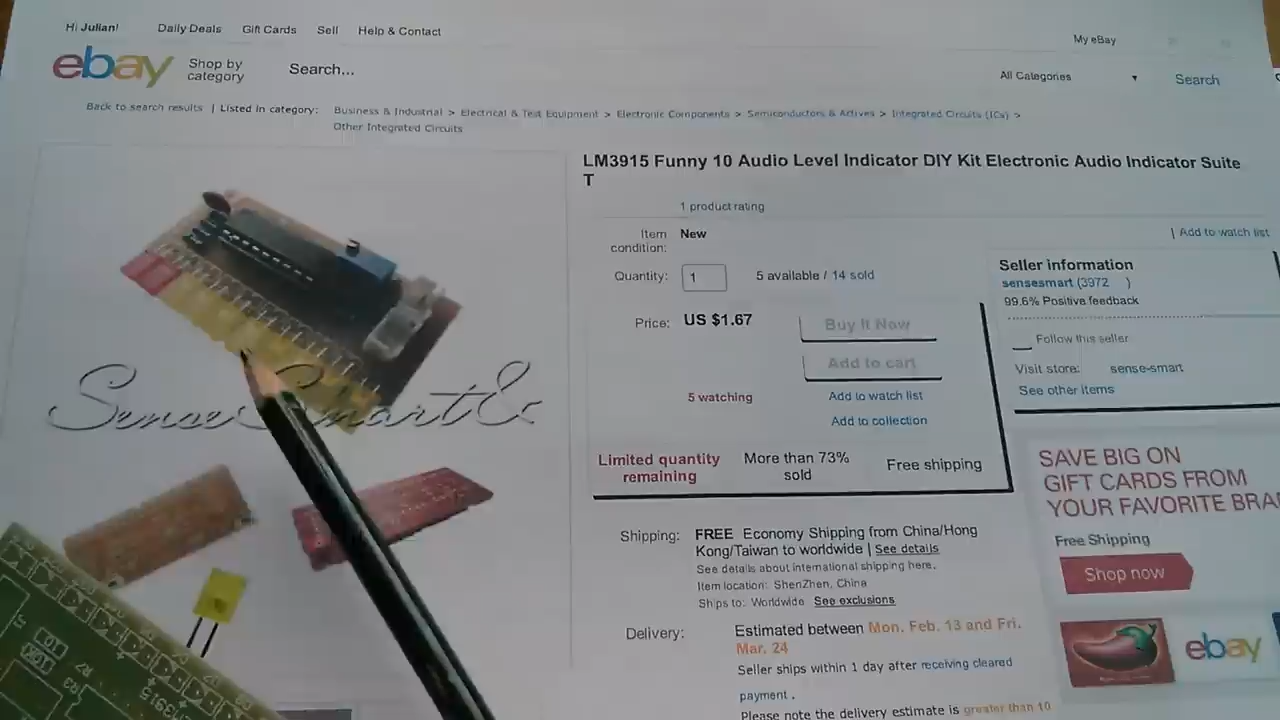 Hi Julian! Daily Deals Gift Cards Sell Help & Contact
My eBay
ebay Shop by category Search... All Categories Search
Back to search results | Listed in category: Business & Industrial > Electrical & Test Equipment > Electronic Components > Semiconductors & Actives > Integrated Circuits (ICs) >
Other Integrated Circuits
LM3915 Funny 10 Audio Level Indicator DIY Kit Electronic Audio Indicator Suite
T
1 product rating
| Add to watch list
Item condition: New
Quantity: 1 5 available / 14 sold
Price: US $1.67 Buy It Now
Add to cart
5 watching Add to watch list
Add to collection
Limited quantity remaining More than 73% sold Free shipping
Seller information
sensesmart (3972 )
99.6% Positive feedback
Follow this seller
Visit store: sense-smart
See other items
SenseSmart&
Shipping: FREE Economy Shipping from China/Hong
Kong/Taiwan to worldwide | See details
See details about international shipping here.
Item location: ShenZhen, China
Ships to: Worldwide See exclusions
Delivery: Estimated between Mon. Feb. 13 and Fri.
Mar. 24
Seller ships within 1 day after receiving cleared
payment .
Please note the delivery estimate is greater than 10
SAVE BIG ON
GIFT CARDS FROM
YOUR FAVORITE BRA
Free Shipping
Shop now
ebay
R7
R3
M3915